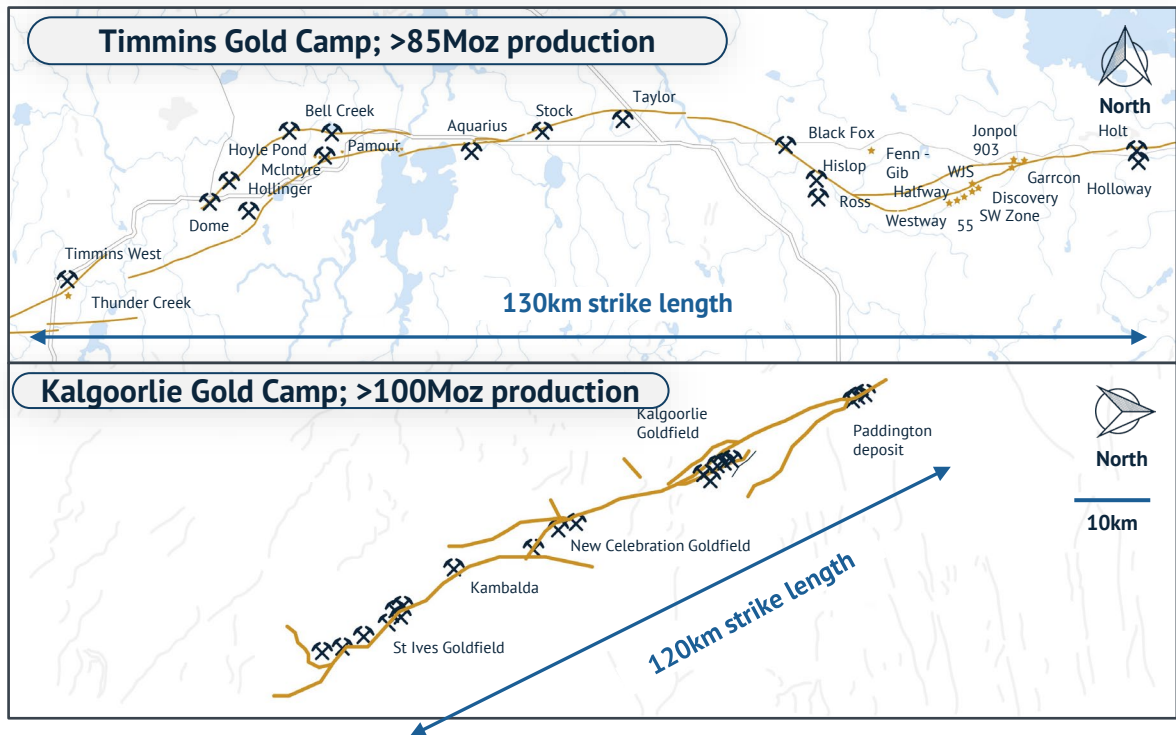 Timmins Gold Camp; >85Moz production
North
Bell Creek
Stock
Taylor
Hoyle Pond
Pamour
Aquarius
McIntyre
Hollinger
Dome
Timmins West
Thunder Creek
Black Fox
Hislop
Ross
Fenn -
Gib
Jonpol
903
WJS
Halfway
Westway
55
Discovery
SW Zone
Garrcon
Holt
Holloway
130km strike length
Kalgoorlie Gold Camp; >100Moz production
Kalgoorlie
Goldfield
Paddington
deposit
North
10km
New Celebration Goldfield
Kambalda
St Ives Goldfield
120km strike length